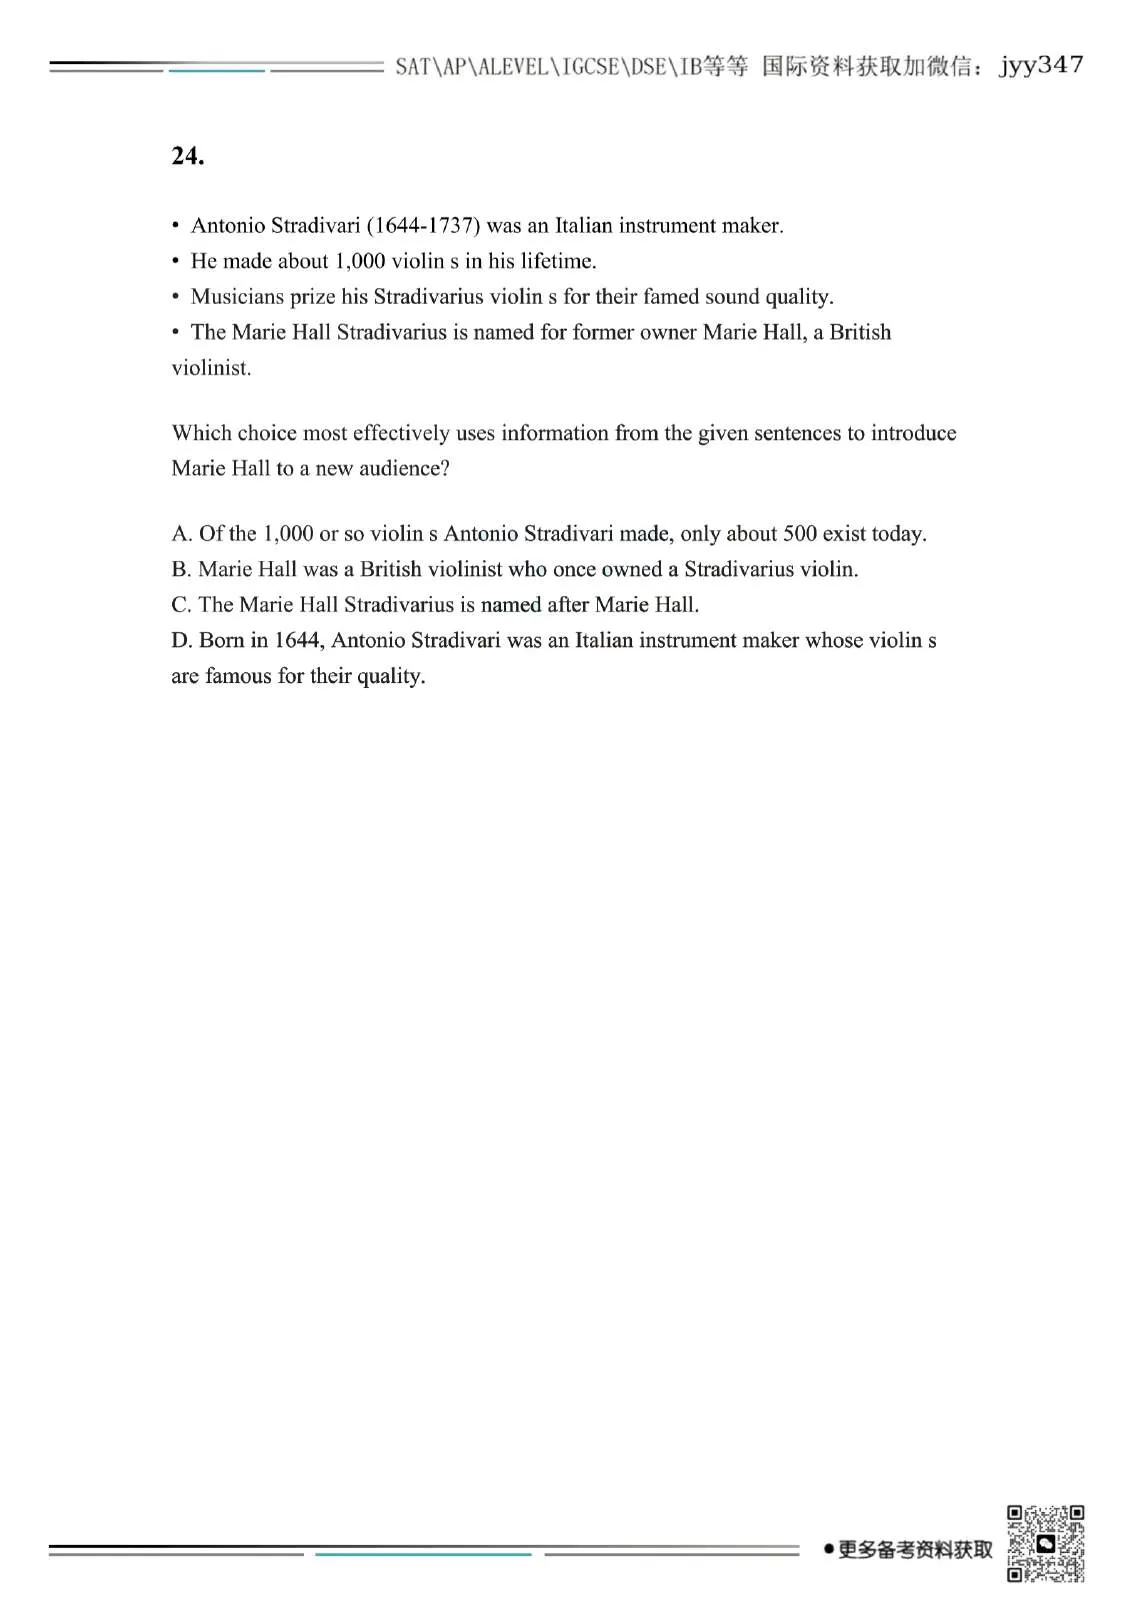 SAT\AP\ALEVEL\IGCSE\DSE\IB等等 国际资料获取加微信: jyy347
24.
• Antonio Stradivari (1644-1737) was an Italian instrument maker.
• He made about 1,000 violin s in his lifetime.
• Musicians prize his Stradivarius violin s for their famed sound quality.
• The Marie Hall Stradivarius is named for former owner Marie Hall, a British
violinist.
Which choice most effectively uses information from the given sentences to introduce
Marie Hall to a new audience?
A. Of the 1,000 or so violin s Antonio Stradivari made, only about 500 exist today.
B. Marie Hall was a British violinist who once owned a Stradivarius violin.
C. The Marie Hall Stradivarius is named after Marie Hall.
D. Born in 1644, Antonio Stradivari was an Italian instrument maker whose violin s
are famous for their quality.
•更多备考资料获取